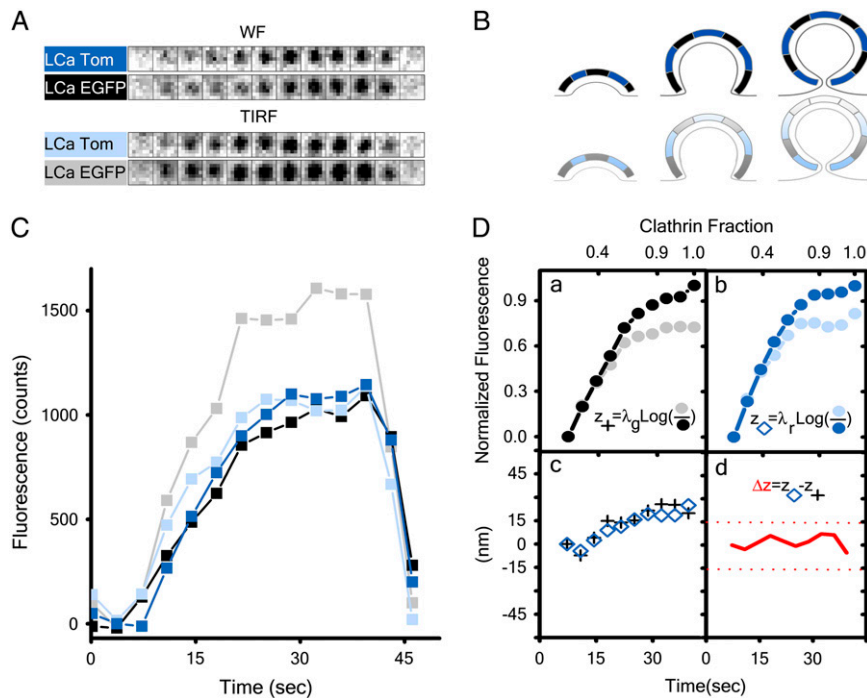 A
WF
LCa Tom
LCa EGFP
TIRF
LCa Tom
LCa EGFP
B
C
Fluorescence (counts)
1500
1000
500
0
0 15 30 45
Time (sec)
D
Clathrin Fraction
0.4 0.9 1.0 0.4 0.9 1.0
Normalized Fluorescence
0.9
0.6
0.3
0.0
a
z+=λgLog(—)
b
z◇=λrLog(—)
(nm)
45
15
0
-15
-45
c
d
Δz=z◇-z+
0 15 30 0 15 30 45
Time(sec)